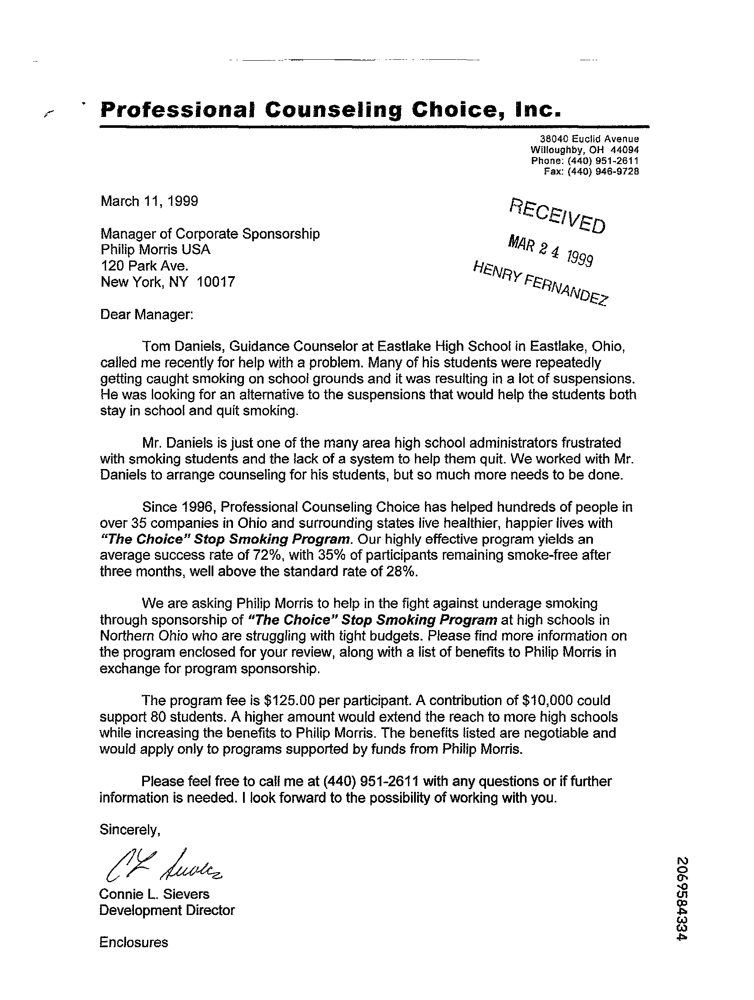 Professional Counseling Choice, Inc.
38040 Euclid Avenue
Willoughby, OH 44094
Phone: (440) 951-2611
Fax: (440) 946-9728
March 11, 1999
RECEIVED
MAR 24 1999
HENRY FERNANDEZ
Manager of Corporate Sponsorship
Philip Morris USA
120 Park Ave.
New York, NY 10017
Dear Manager:
Tom Daniels, Guidance Counselor at Eastlake High School in Eastlake, Ohio,
called me recently for help with a problem. Many of his students were repeatedly
getting caught smoking on school grounds and it was resulting in a lot of suspensions.
He was looking for an alternative to the suspensions that would help the students both
stay in school and quit smoking.
Mr. Daniels is just one of the many area high school administrators frustrated
with smoking students and the lack of a system to help them quit. We worked with Mr.
Daniels to arrange counseling for his students, but so much more needs to be done.
Since 1996, Professional Counseling Choice has helped hundreds of people in
over 35 companies in Ohio and surrounding states live healthier, happier lives with
"The Choice" Stop Smoking Program. Our highly effective program yields an
average success rate of 72%, with 35% of participants remaining smoke-free after
three months, well above the standard rate of 28%.
We are asking Philip Morris to help in the fight against underage smoking
through sponsorship of "The Choice" Stop Smoking Program at high schools in
Northern Ohio who are struggling with tight budgets. Please find more information on
the program enclosed for your review, along with a list of benefits to Philip Morris in
exchange for program sponsorship.
The program fee is $125.00 per participant. A contribution of $10,000 could
support 80 students. A higher amount would extend the reach to more high schools
while increasing the benefits to Philip Morris. The benefits listed are negotiable and
would apply only to programs supported by funds from Philip Morris.
Please feel free to call me at (440) 951-2611 with any questions or if further
information is needed. I look forward to the possibility of working with you.
Sincerely,
Connie L. Sievers
Development Director
Enclosures
2069584334